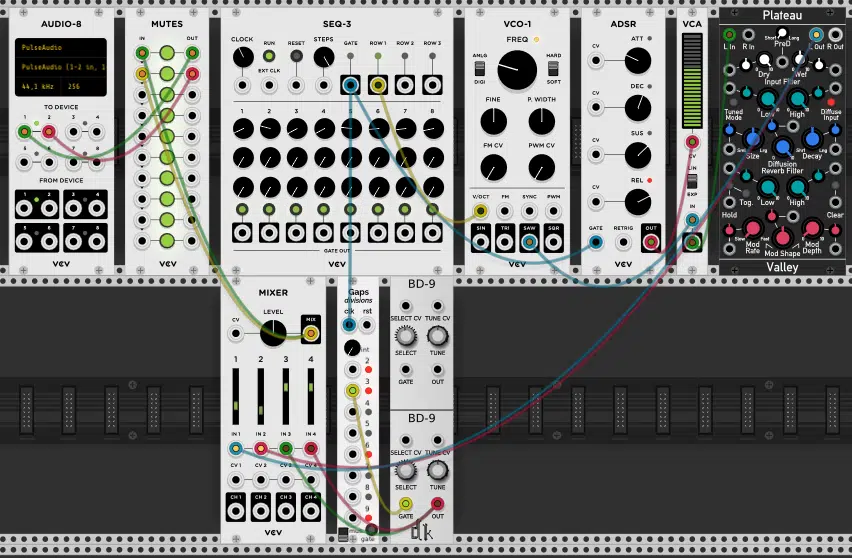 AUDIO-8
PulseAudio
PulseAudio (1-2 in, 1
44,1 kHz 256
TO DEVICE
1 2 3 4
5 6 7 8
FROM DEVICE
1 2 3 4
5 6 7 8
VCV
MUTES
IN OUT
VCV
SEQ-3
CLOCK RUN RESET STEPS GATE ROW 1 ROW 2 ROW 3
EXT CLK
1 2 3 4 5 6 7 8
GATE OUT
VCV
VCO-1
FREQ
ANLG HARD
DIGI SOFT
FINE P. WIDTH
FM CV PWM CV
V/OCT FM SYNC PWM
SIN TRI SAW SQR
VCV
ADSR
ATT
CV
DEC
CV
SUS
CV
REL
CV
GATE RETRIG OUT
VCV
VCA
CV
LIN
EXP
IN
VCV
Plateau
L In R In Short PreD Long L Out R Out
Dry Wet
Input Filter
Low High
Tuned Mode Diffuse Input
Size Diffusion Decay
Reverb Filter
Low High
Tog.
Hold Clear
Mod Rate Mod Shape Mod Depth
Valley
MIXER
CV LEVEL MIX
1 2 3 4
IN 1 IN 2 IN 3 IN 4
CV 1 CV 2 CV 3 CV 4
CH 1 CH 2 CH 3 CH 4
VCV
Gaps
divisions
clk rst
2
3
4
5
6
7
8
9
gate
BD-9
SELECT CV TUNE CV
SELECT TUNE
GATE OUT
BD-9
SELECT CV TUNE CV
SELECT TUNE
GATE OUT
dlk